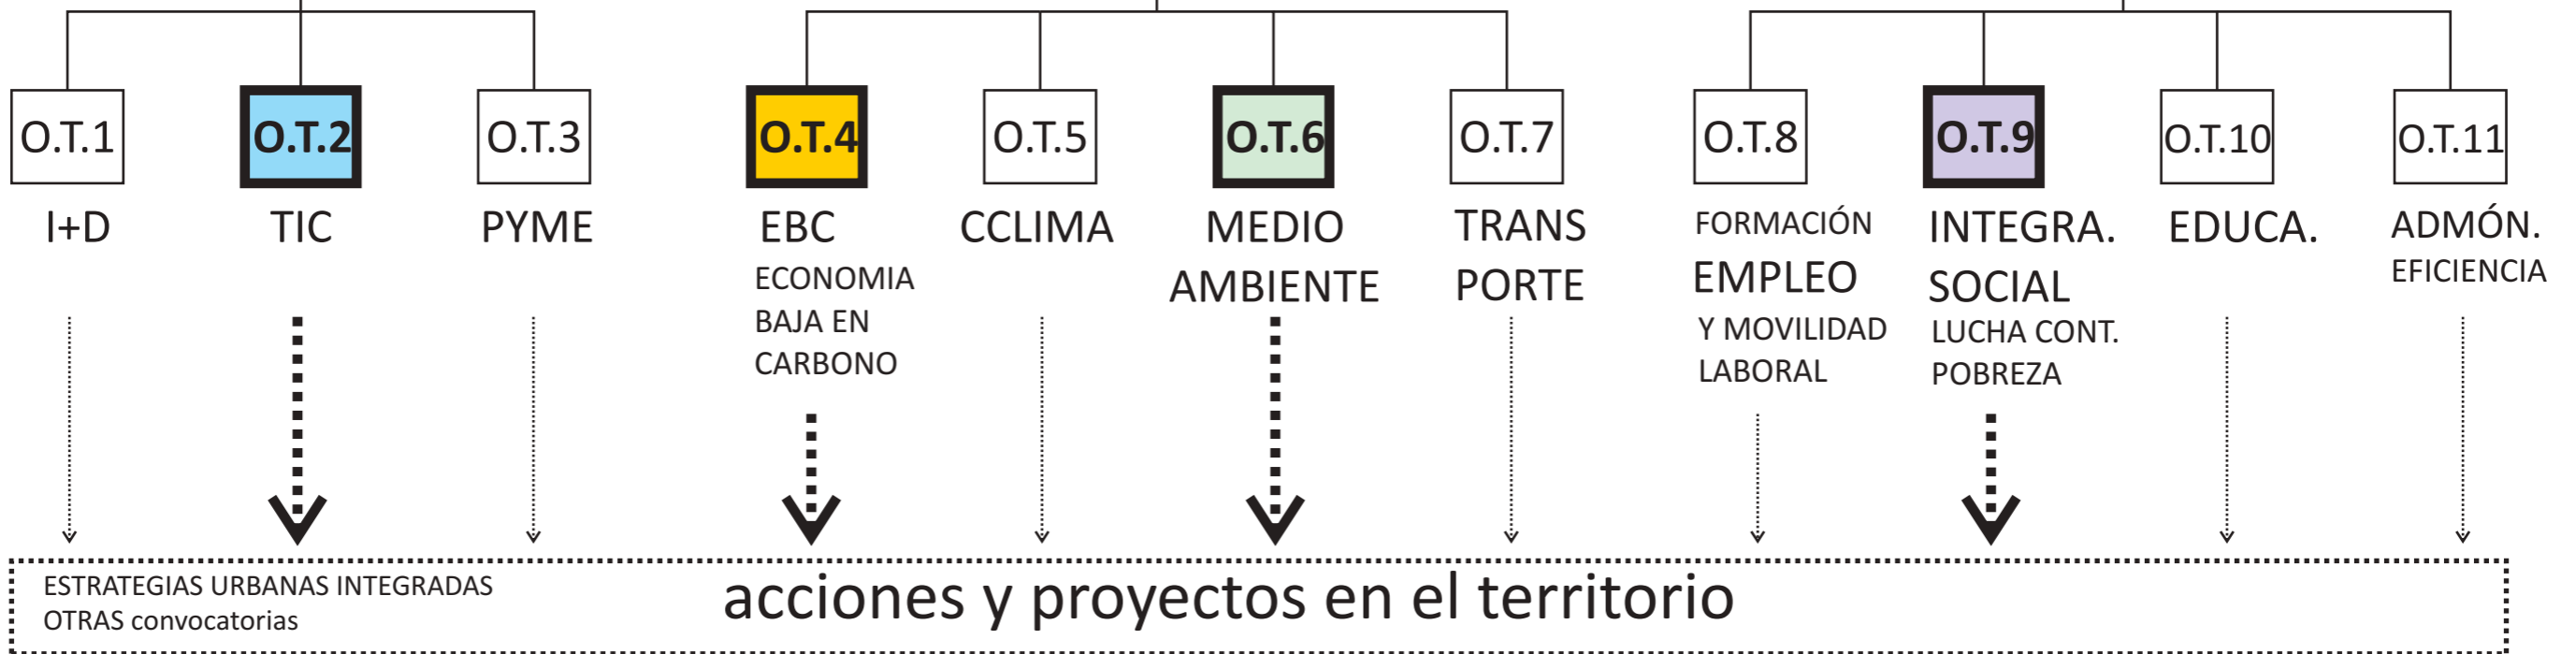 O.T.1
O.T.2
O.T.3
O.T.4
O.T.5
O.T.6
O.T.7
O.T.8
O.T.9
O.T.10
O.T.11
I+D
TIC
PYME
EBC
ECONOMIA
BAJA EN
CARBONO
CCLIMA
MEDIO
AMBIENTE
TRANS
PORTE
FORMACIÓN
EMPLEO
Y MOVILIDAD
LABORAL
INTEGRA.
SOCIAL
LUCHA CONT.
POBREZA
EDUCA.
ADMÓN.
EFICIENCIA
ESTRATEGIAS URBANAS INTEGRADAS
OTRAS convocatorias
acciones y proyectos en el territorio